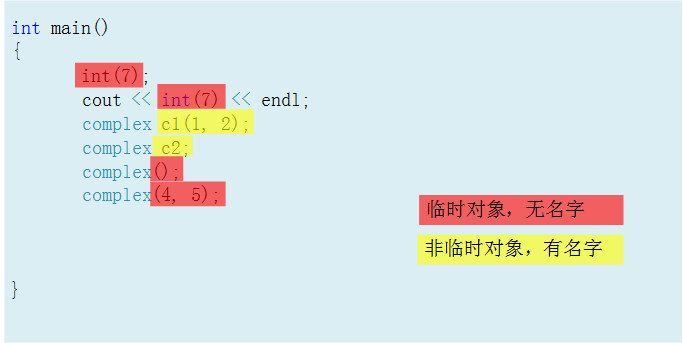 int main()
{
int(7);
cout << int(7) << endl;
complex c1(1, 2);
complex c2;
complex();
complex(4, 5);
临时对象，无名字
非临时对象，有名字
}